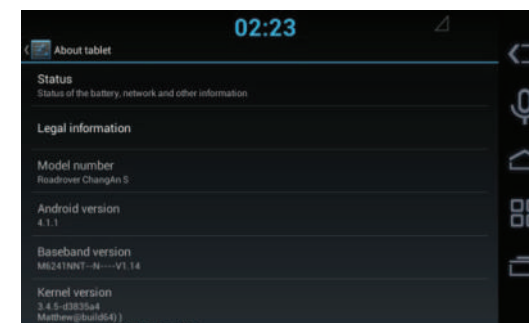 02:23
About tablet
Status
Status of the battery, network and other information
Legal information
Model number
Roadrover ChangAn S
Android version
4.1.1
Baseband version
M6241NNT--N----V1.14
Kernel version
3.4.5-d3835a4
Matthew@build64) )